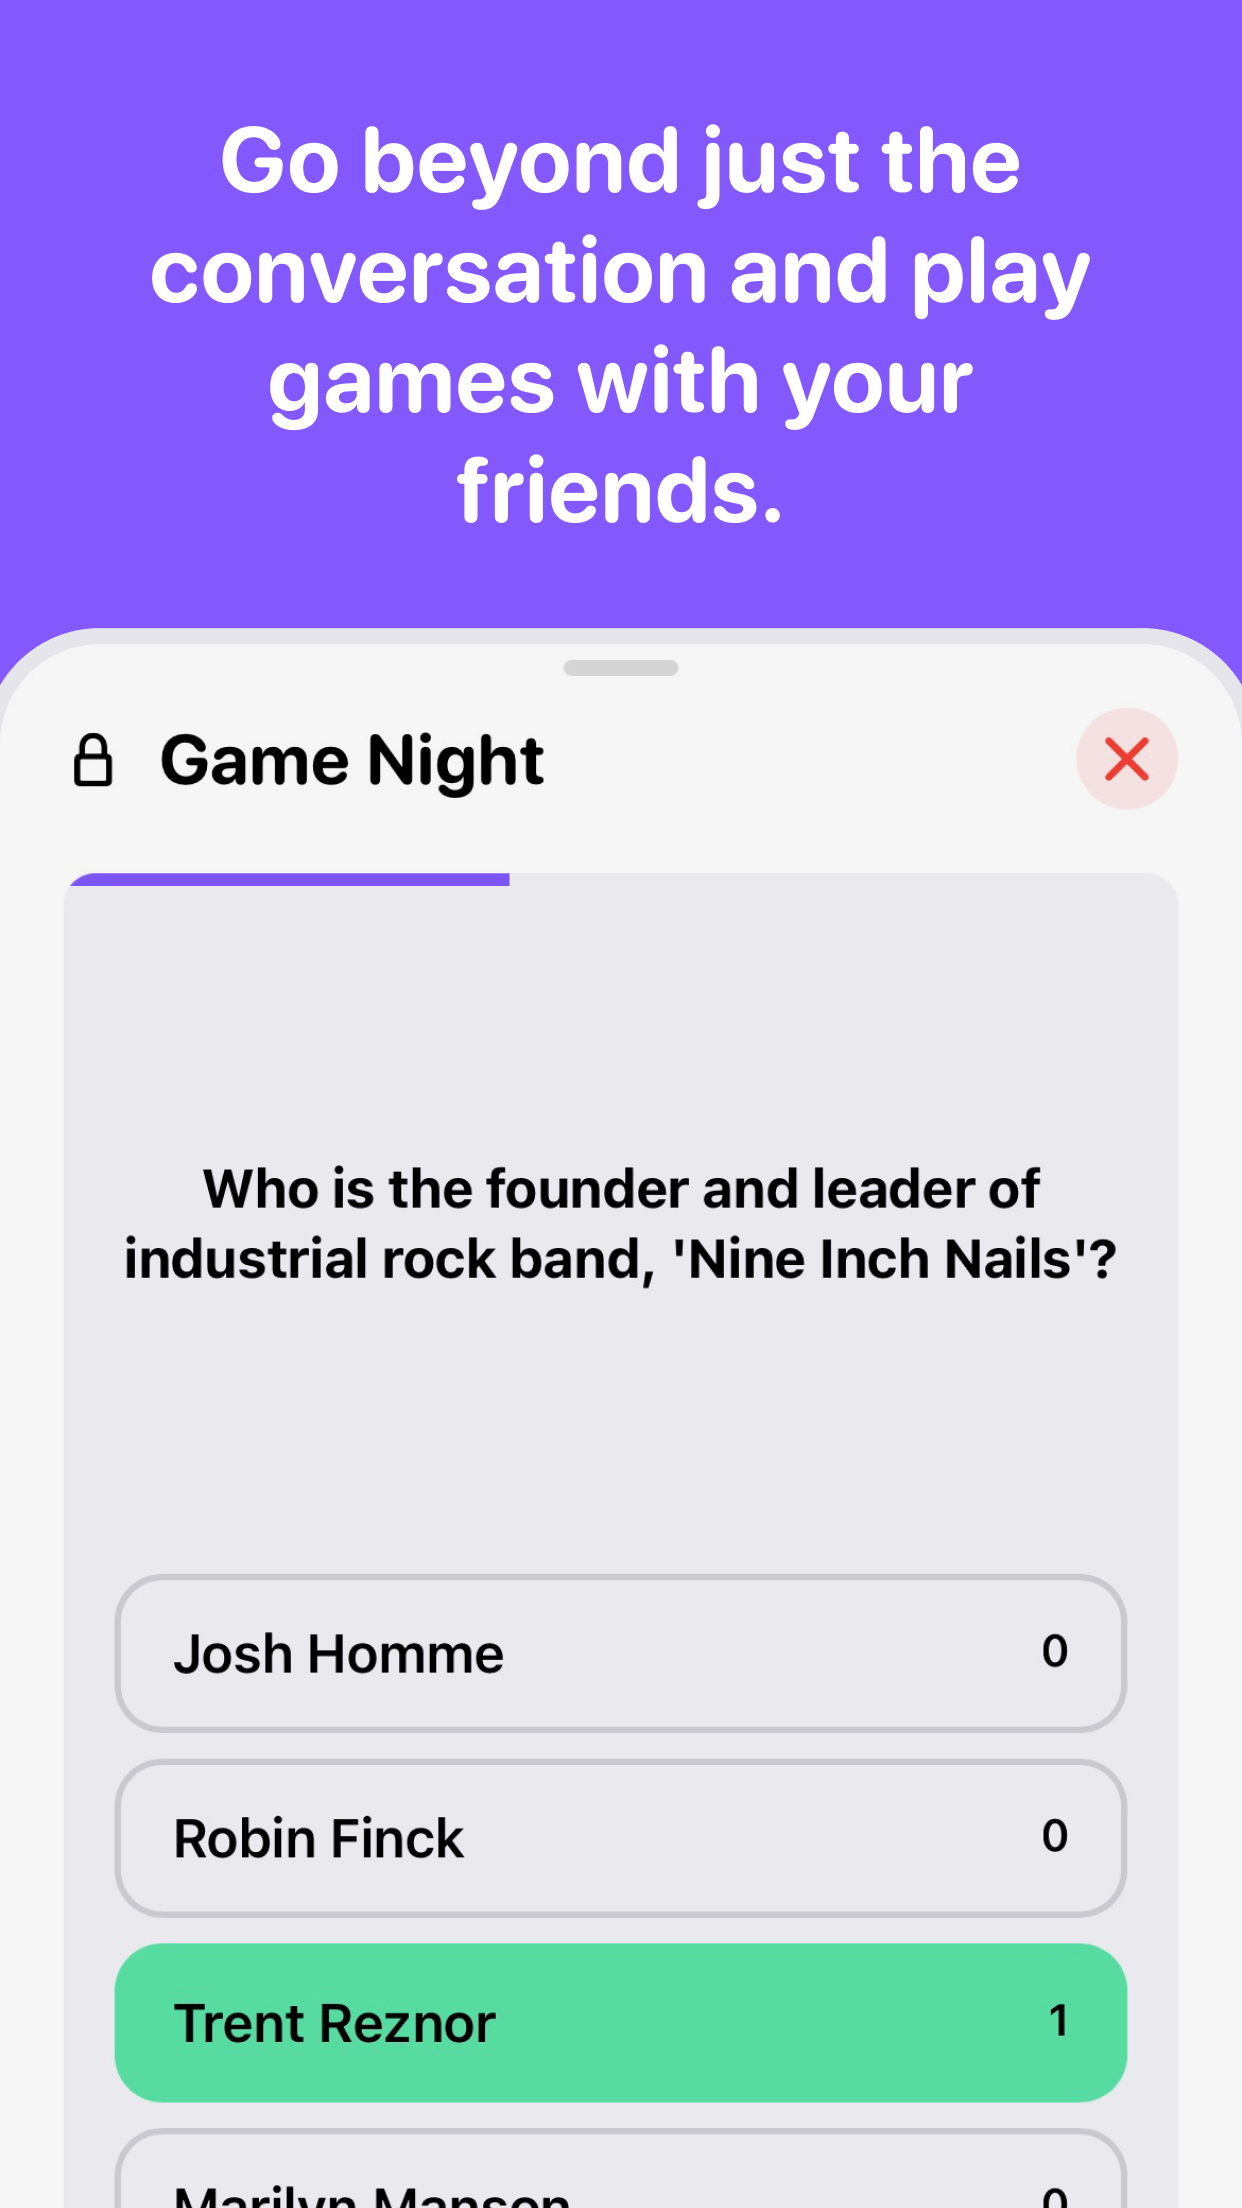 Go beyond just the
conversation and play
games with your
friends.
Game Night
Who is the founder and leader of
industrial rock band, 'Nine Inch Nails'?
Josh Homme 0
Robin Finck 0
Trent Reznor 1
Marilyn Manson 0